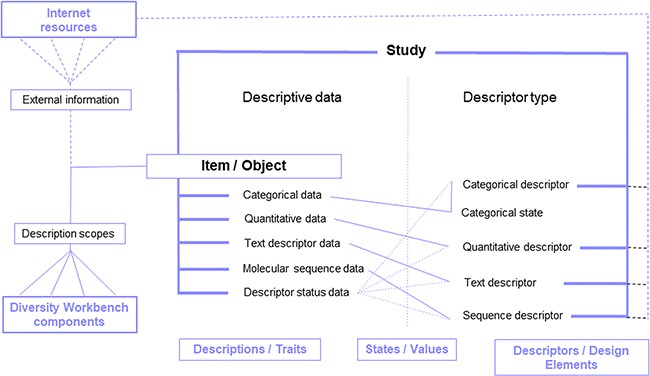 Internet
resources
Study
Descriptive data
Descriptor type
External information
Item / Object
Categorical data
Categorical descriptor
Categorical state
Quantitative data
Quantitative descriptor
Description scopes
Text descriptor data
Text descriptor
Molecular sequence data
Descriptor status data
Sequence descriptor
Diversity Workbench
components
Descriptions / Traits
States / Values
Descriptors / Design
Elements